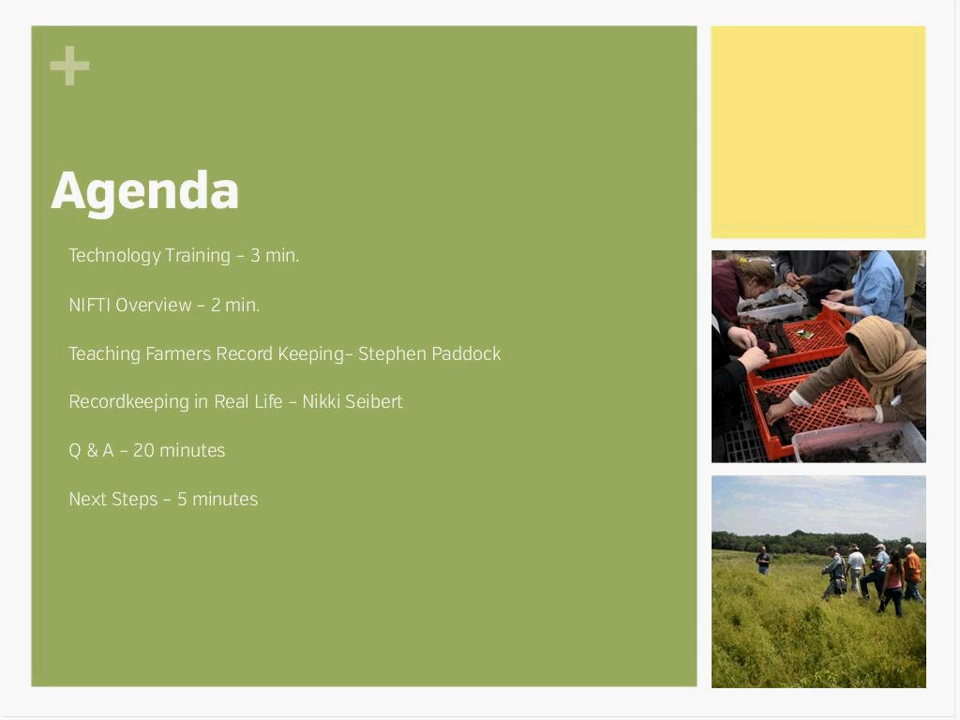 +
Agenda
Technology Training – 3 min.
NIFTI Overview – 2 min.
Teaching Farmers Record Keeping– Stephen Paddock
Recordkeeping in Real Life – Nikki Seibert
Q & A – 20 minutes
Next Steps – 5 minutes